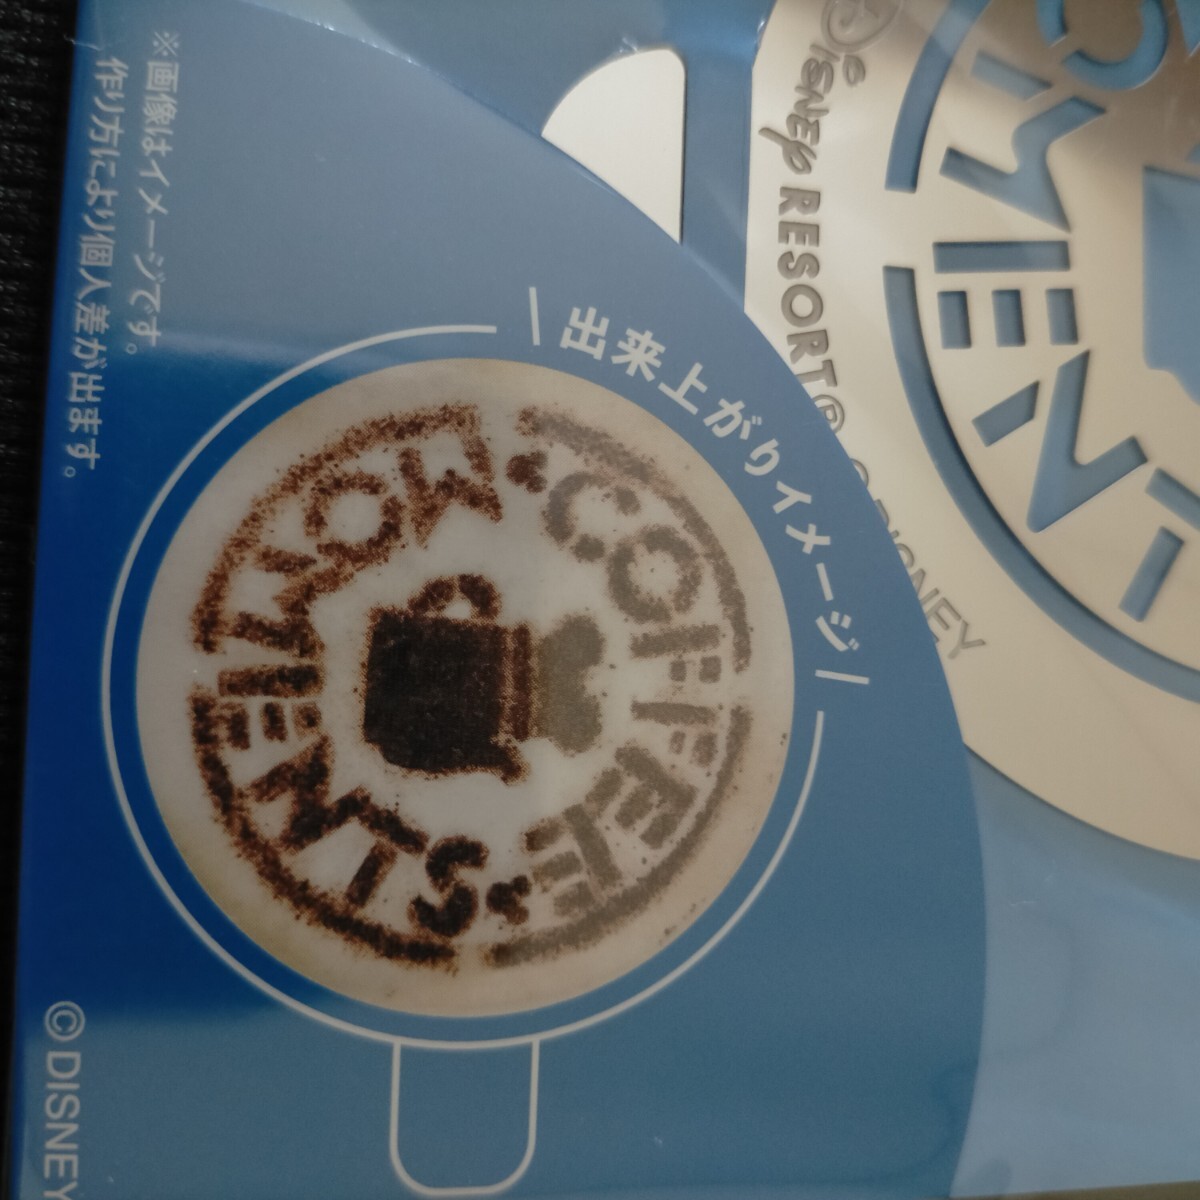 出来上がりイメージ
COFFEE
MOMENTS
※画像はイメージです。
作り方により個人差が出ます。
© DISNEY
Disney RESORT®
DISNEY
OMENT